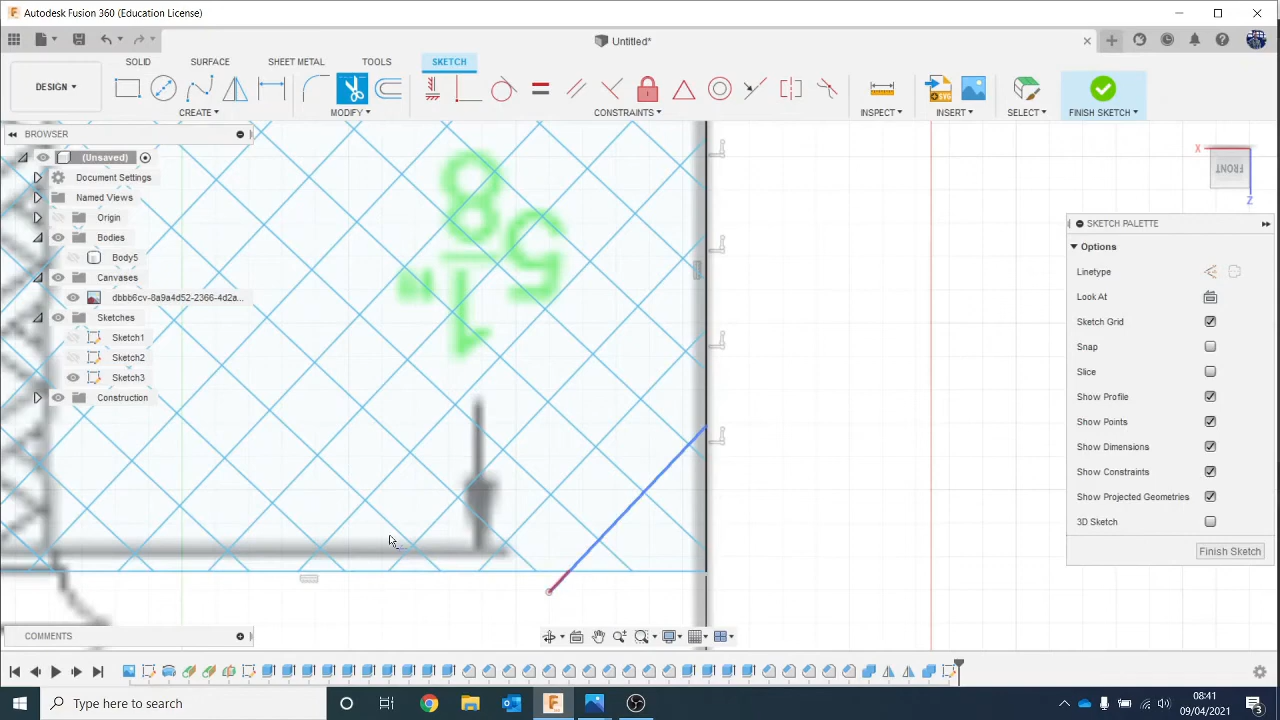 Autodesk Fusion 360 (Education License)
Untitled*
SOLID SURFACE SHEET METAL TOOLS SKETCH
DESIGN
CREATE MODIFY CONSTRAINTS INSPECT INSERT SELECT FINISH SKETCH
SVG
BROWSER
(Unsaved)
Document Settings
Named Views
Origin
Bodies
Body5
Canvases
dbbb6cv-8a9a4d52-2366-4d2a...
Sketches
Sketch1
Sketch2
Sketch3
Construction
X
FRONT
Z
SKETCH PALETTE
Options
Linetype
Look At
Sketch Grid
Snap
Slice
Show Profile
Show Points
Show Dimensions
Show Constraints
Show Projected Geometries
3D Sketch
Finish Sketch
COMMENTS
Type here to search
08:41
09/04/2021
3